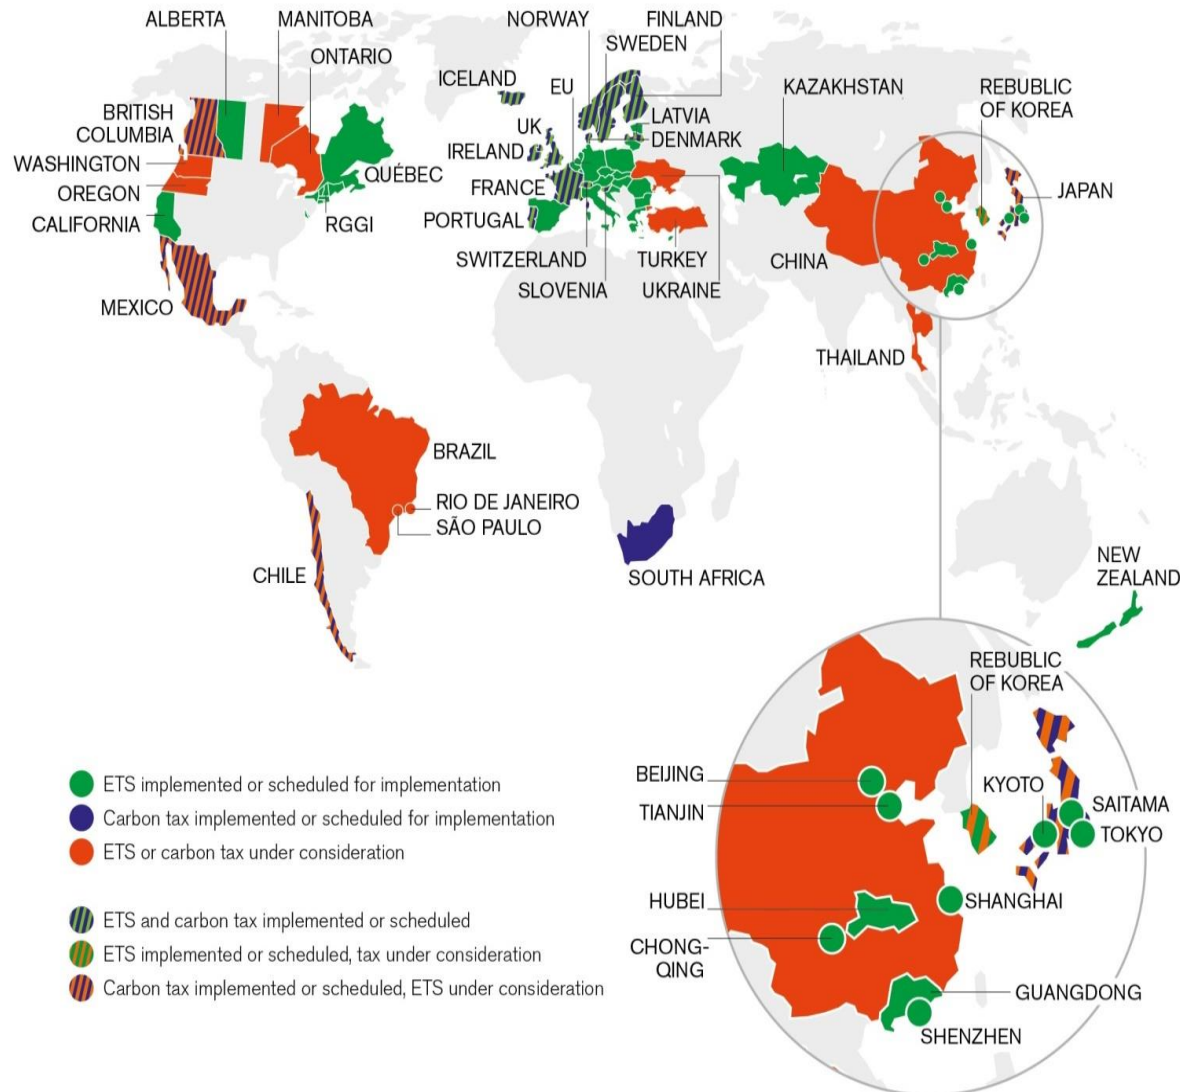 ALBERTA
MANITOBA
ONTARIO
NORWAY
FINLAND
SWEDEN
ICELAND
EU
KAZAKHSTAN
REBUBLIC
OF KOREA
BRITISH
COLUMBIA
UK
LATVIA
DENMARK
WASHINGTON
IRELAND
QUÉBEC
OREGON
FRANCE
JAPAN
CALIFORNIA
RGGI
PORTUGAL
SWITZERLAND
TURKEY
CHINA
SLOVENIA
UKRAINE
MEXICO
THAILAND
BRAZIL
RIO DE JANEIRO
SÃO PAULO
CHILE
SOUTH AFRICA
NEW
ZEALAND
REBUBLIC
OF KOREA
BEIJING
TIANJIN
KYOTO
SAITAMA
TOKYO
HUBEI
SHANGHAI
CHONG-
QING
GUANGDONG
SHENZHEN
ETS implemented or scheduled for implementation
Carbon tax implemented or scheduled for implementation
ETS or carbon tax under consideration
ETS and carbon tax implemented or scheduled
ETS implemented or scheduled, tax under consideration
Carbon tax implemented or scheduled, ETS under consideration